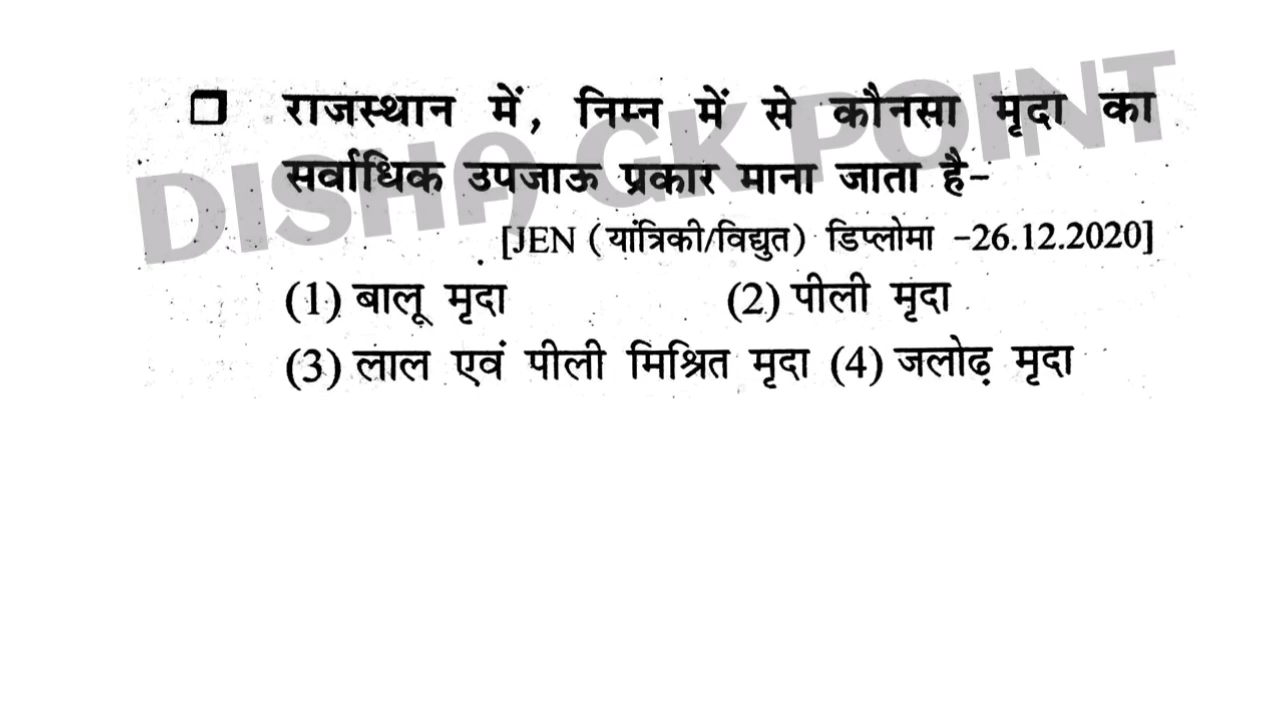 राजस्थान में, निम्न में से कौनसा मृदा का
सर्वाधिक उपजाऊ प्रकार माना जाता है-
[JEN (यांत्रिकी/विद्युत) डिप्लोमा -26.12.2020]
(1) बालू मृदा (2) पीली मृदा
(3) लाल एवं पीली मिश्रित मृदा (4) जलोढ़ मृदा
DISHA GK POINT